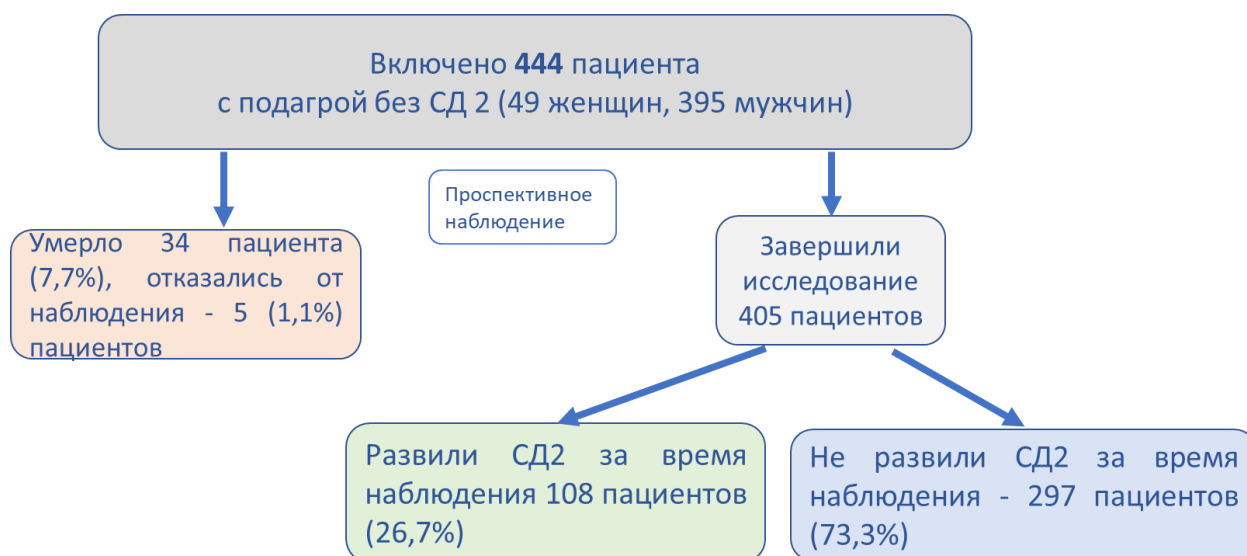 Включено 444 пациента
с подагрой без СД 2 (49 женщин, 395 мужчин)
Проспективное
наблюдение
Умерло 34 пациента
(7,7%), отказались от
наблюдения - 5 (1,1%)
пациентов
Завершили
исследование
405 пациентов
Развили СД2 за время
наблюдения 108 пациентов
(26,7%)
Не развили СД2 за время
наблюдения - 297 пациентов
(73,3%)